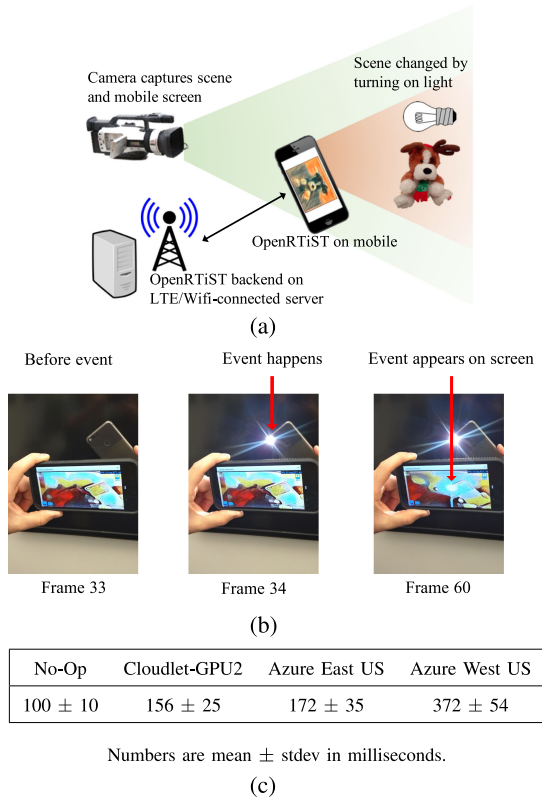 Camera captures scene
and mobile screen
Scene changed by
turning on light
OpenRTiST on mobile
OpenRTiST backend on
LTE/Wifi-connected server
(a)
Before event
Event happens
Event appears on screen
Frame 33
Frame 34
Frame 60
(b)
No-Op Cloudlet-GPU2 Azure East US Azure West US
100 ± 10 156 ± 25 172 ± 35 372 ± 54
Numbers are mean ± stdev in milliseconds.
(c)